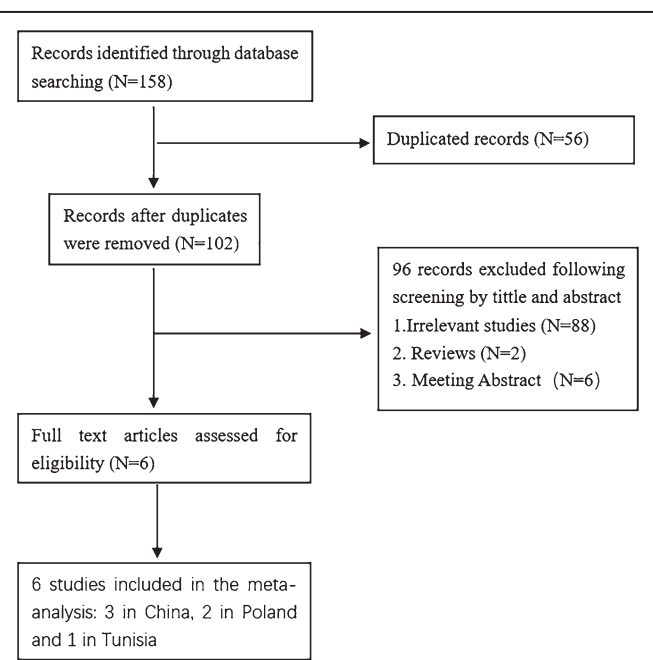 Records identified through database
searching (N=158)
Duplicated records (N=56)
Records after duplicates
were removed (N=102)
96 records excluded following
screening by tittle and abstract
1.Irrelevant studies (N=88)
2. Reviews (N=2)
3. Meeting Abstract (N=6)
Full text articles assessed for
eligibility (N=6)
6 studies included in the meta-
analysis: 3 in China, 2 in Poland
and 1 in Tunisia